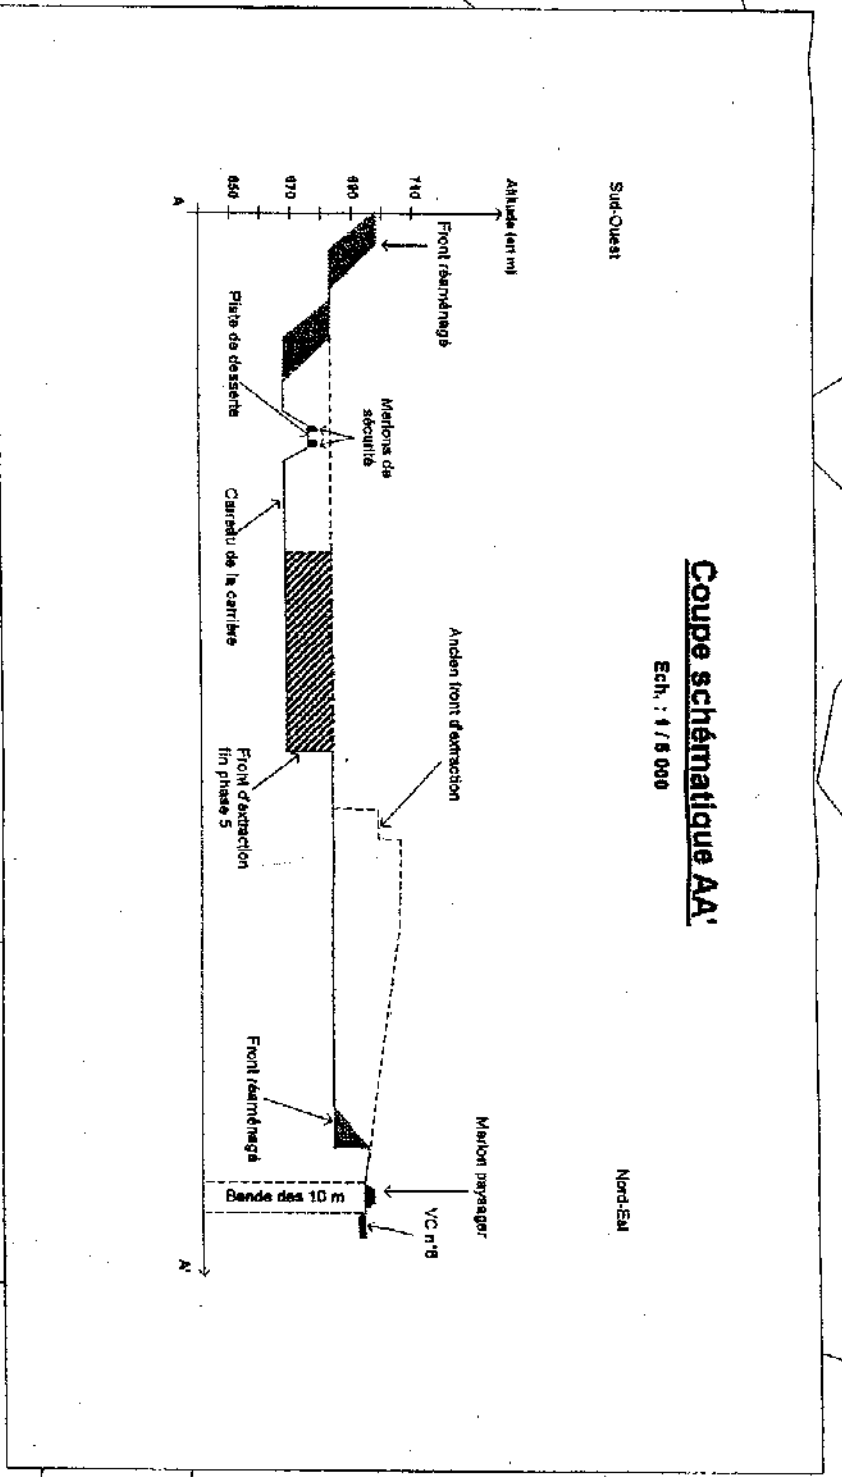 Coupe schématique AA'
Ech. : 1 / 5 000
Sud-Ouest
Nord-Est
Altitude (en m)
710
690
670
650
A
A'
Front réaménagé
Merlons de
sécurité
Piste de desserte
Carreau de la carrière
Ancien front d'extraction
Front d'extraction
fin phase 5
Front réaménagé
Merlon paysager
VC n°8
Bande des 10 m